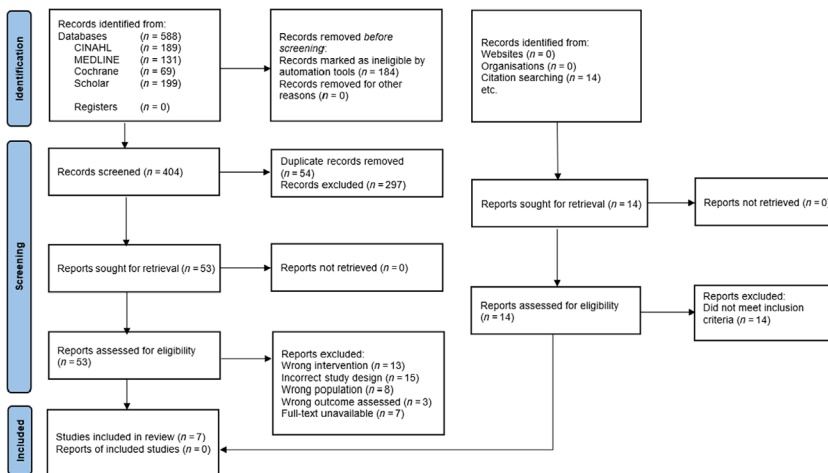 Identification
Records identified from:
Databases (n = 588)
CINAHL (n = 189)
MEDLINE (n = 131)
Cochrane (n = 69)
Scholar (n = 199)
Registers (n = 0)
Records removed before
screening:
Records marked as ineligible by
automation tools (n = 184)
Records removed for other
reasons (n = 0)
Records identified from:
Websites (n = 0)
Organisations (n = 0)
Citation searching (n = 14)
etc.
Screening
Records screened (n = 404)
Duplicate records removed
(n = 54)
Records excluded (n = 297)
Reports sought for retrieval (n = 14)
Reports not retrieved (n = 0)
Reports sought for retrieval (n = 53)
Reports not retrieved (n = 0)
Reports assessed for eligibility
(n = 14)
Reports excluded:
Did not meet inclusion
criteria (n = 14)
Reports assessed for eligibility
(n = 53)
Reports excluded:
Wrong intervention (n = 13)
Incorrect study design (n = 15)
Wrong population (n = 8)
Wrong outcome assessed (n = 3)
Full-text unavailable (n = 7)
Included
Studies included in review (n = 7)
Reports of included studies (n = 0)